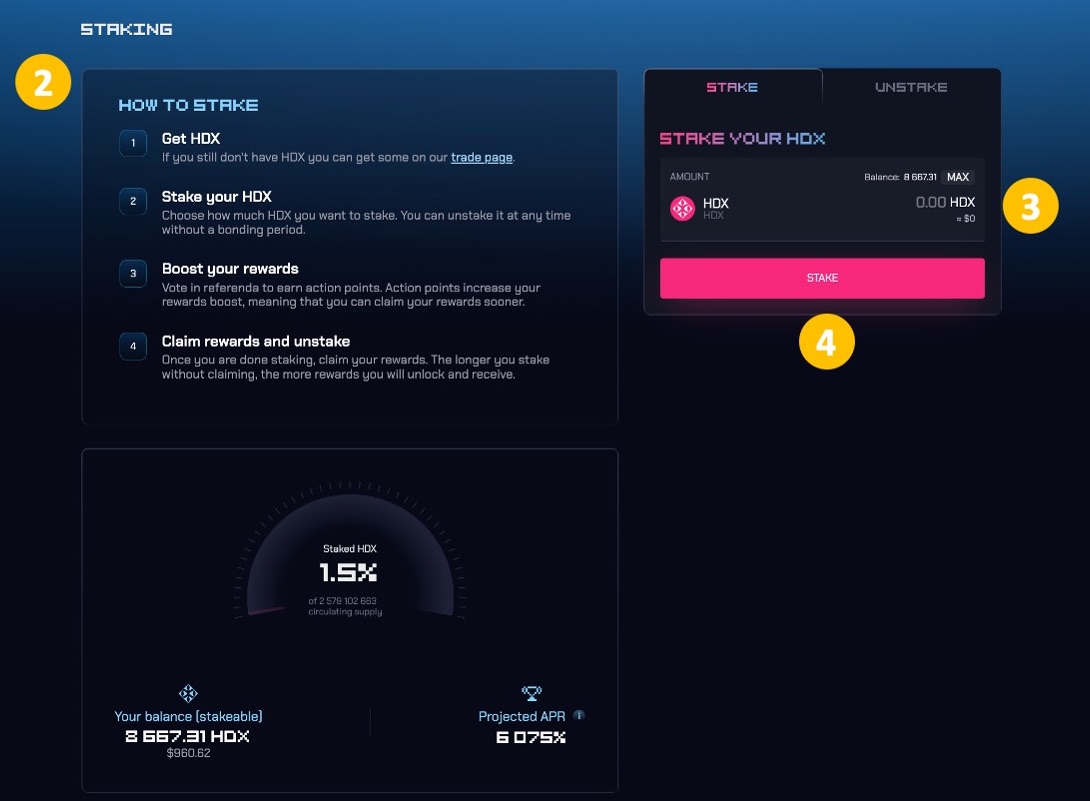 STAKING
2
HOW TO STAKE
1
Get HDX
If you still don't have HDX you can get some on our trade page.
2
Stake your HDX
Choose how much HDX you want to stake. You can unstake it at any time
without a bonding period.
3
Boost your rewards
Vote in referenda to earn action points. Action points increase your
rewards boost, meaning that you can claim your rewards sooner.
4
Claim rewards and unstake
Once you are done staking, claim your rewards. The longer you stake
without claiming, the more rewards you will unlock and receive.
STAKE UNSTAKE
STAKE YOUR HDX
AMOUNT Balance: 8 667.31 MAX
HDX 0.00 HDX
HDX ≈ $0
3
STAKE
4
Staked HDX
1.5%
of 2 579 102 663
circulating supply
Your balance (stakeable)
8 667.31 HDX
$960.62
Projected APR i
6 075%